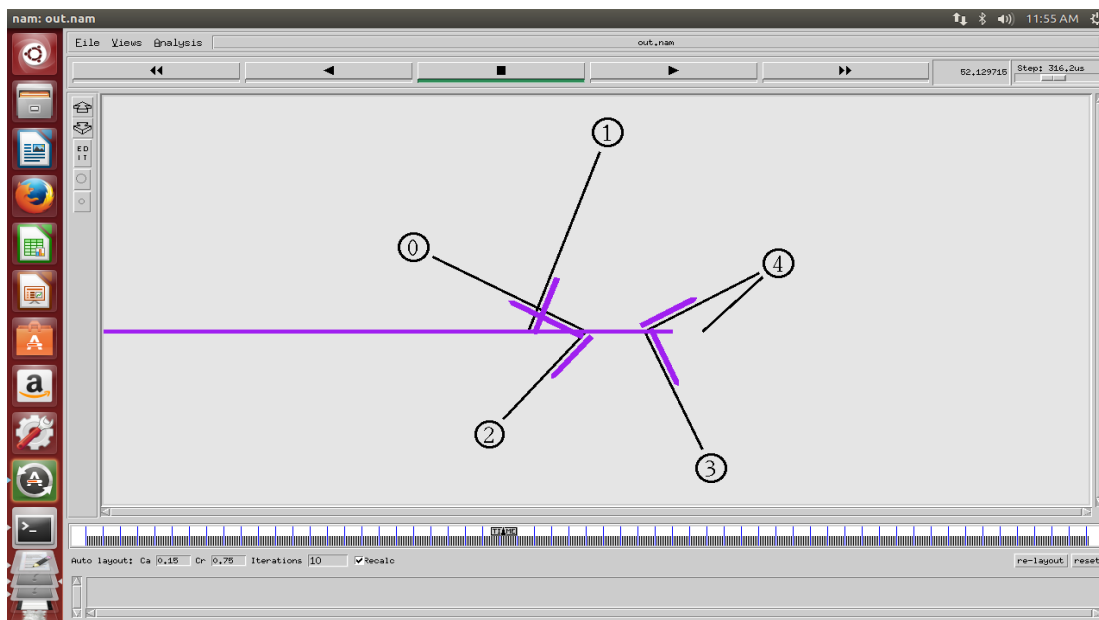 nam: out.nam
11:55 AM
File Views Analysis out.nam
52.129715 Step: 316.2us
ED
IT
1
0
4
2
3
TIME
Auto layout: Ca 0.15 Cr 0.75 Iterations 10 Recalc re-layout reset